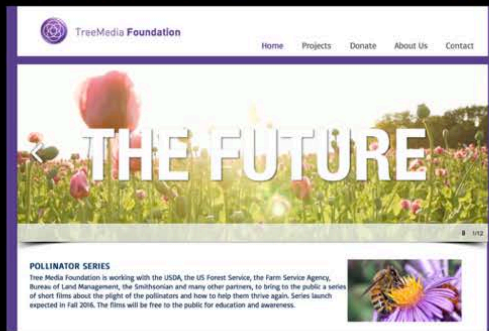 TreeMedia Foundation
Home Projects Donate About Us Contact
THE FUTURE
1/12
POLLINATOR SERIES
Tree Media Foundation is working with the USDA, the US Forest Service, the Farm Service Agency,
Bureau of Land Management, the Smithsonian and many other partners, to bring to the public a series
of short films about the plight of the pollinators and how to help them thrive again. Series launch
expected in Fall 2016. The films will be free to the public for education and awareness.